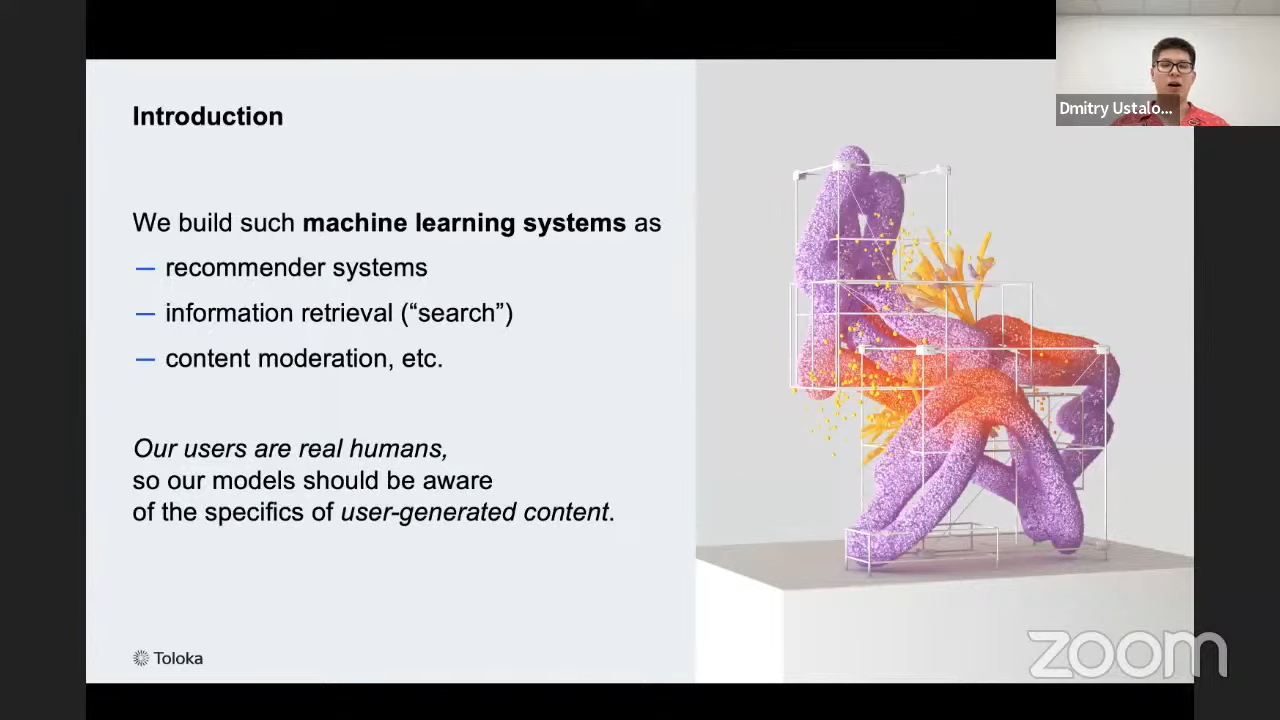 Introduction
We build such machine learning systems as
— recommender systems
— information retrieval (“search”)
— content moderation, etc.
Our users are real humans,
so our models should be aware
of the specifics of user-generated content.
Toloka
Dmitry Ustalo...
zoom